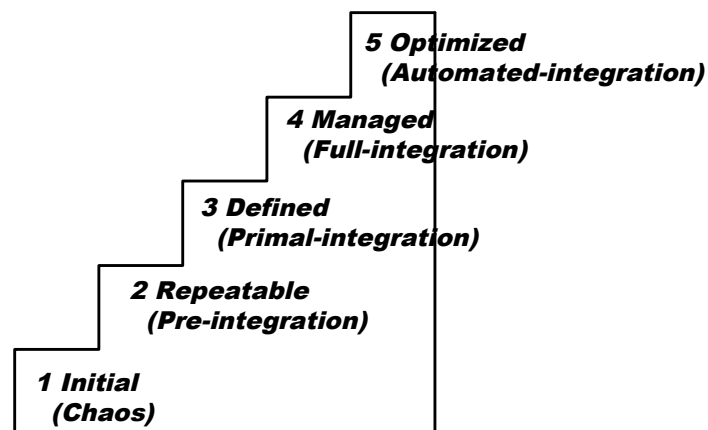 5 Optimized
(Automated-integration)
4 Managed
(Full-integration)
3 Defined
(Primal-integration)
2 Repeatable
(Pre-integration)
1 Initial
(Chaos)